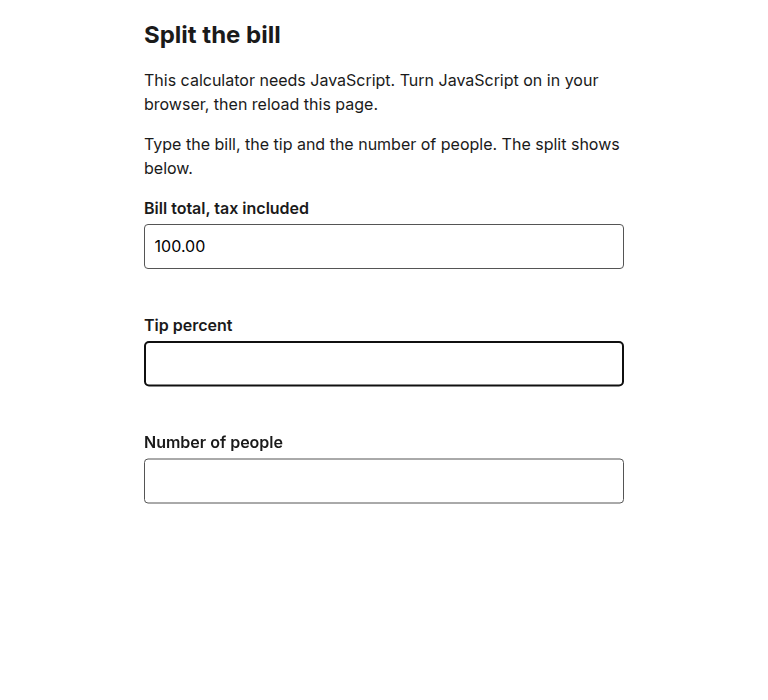 Split the bill
This calculator needs JavaScript. Turn JavaScript on in your
browser, then reload this page.
Type the bill, the tip and the number of people. The split shows
below.
Bill total, tax included
100.00
Tip percent
Number of people